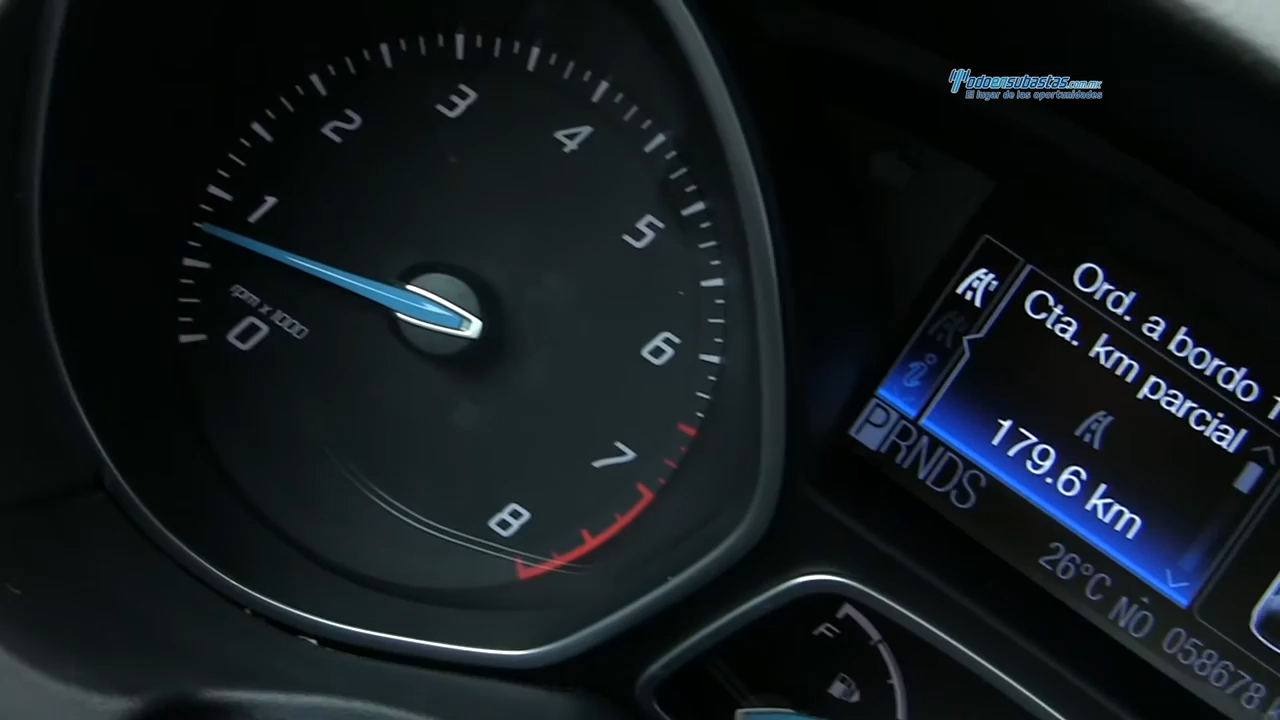 Todoensubastas.com.mx
El lugar de las oportunidades
0
1
2
3
4
5
6
7
8
rpm x 1000
Ord. a bordo 1
Cta. km parcial
179.6 km
PRNDS
26°C NO 058678
F